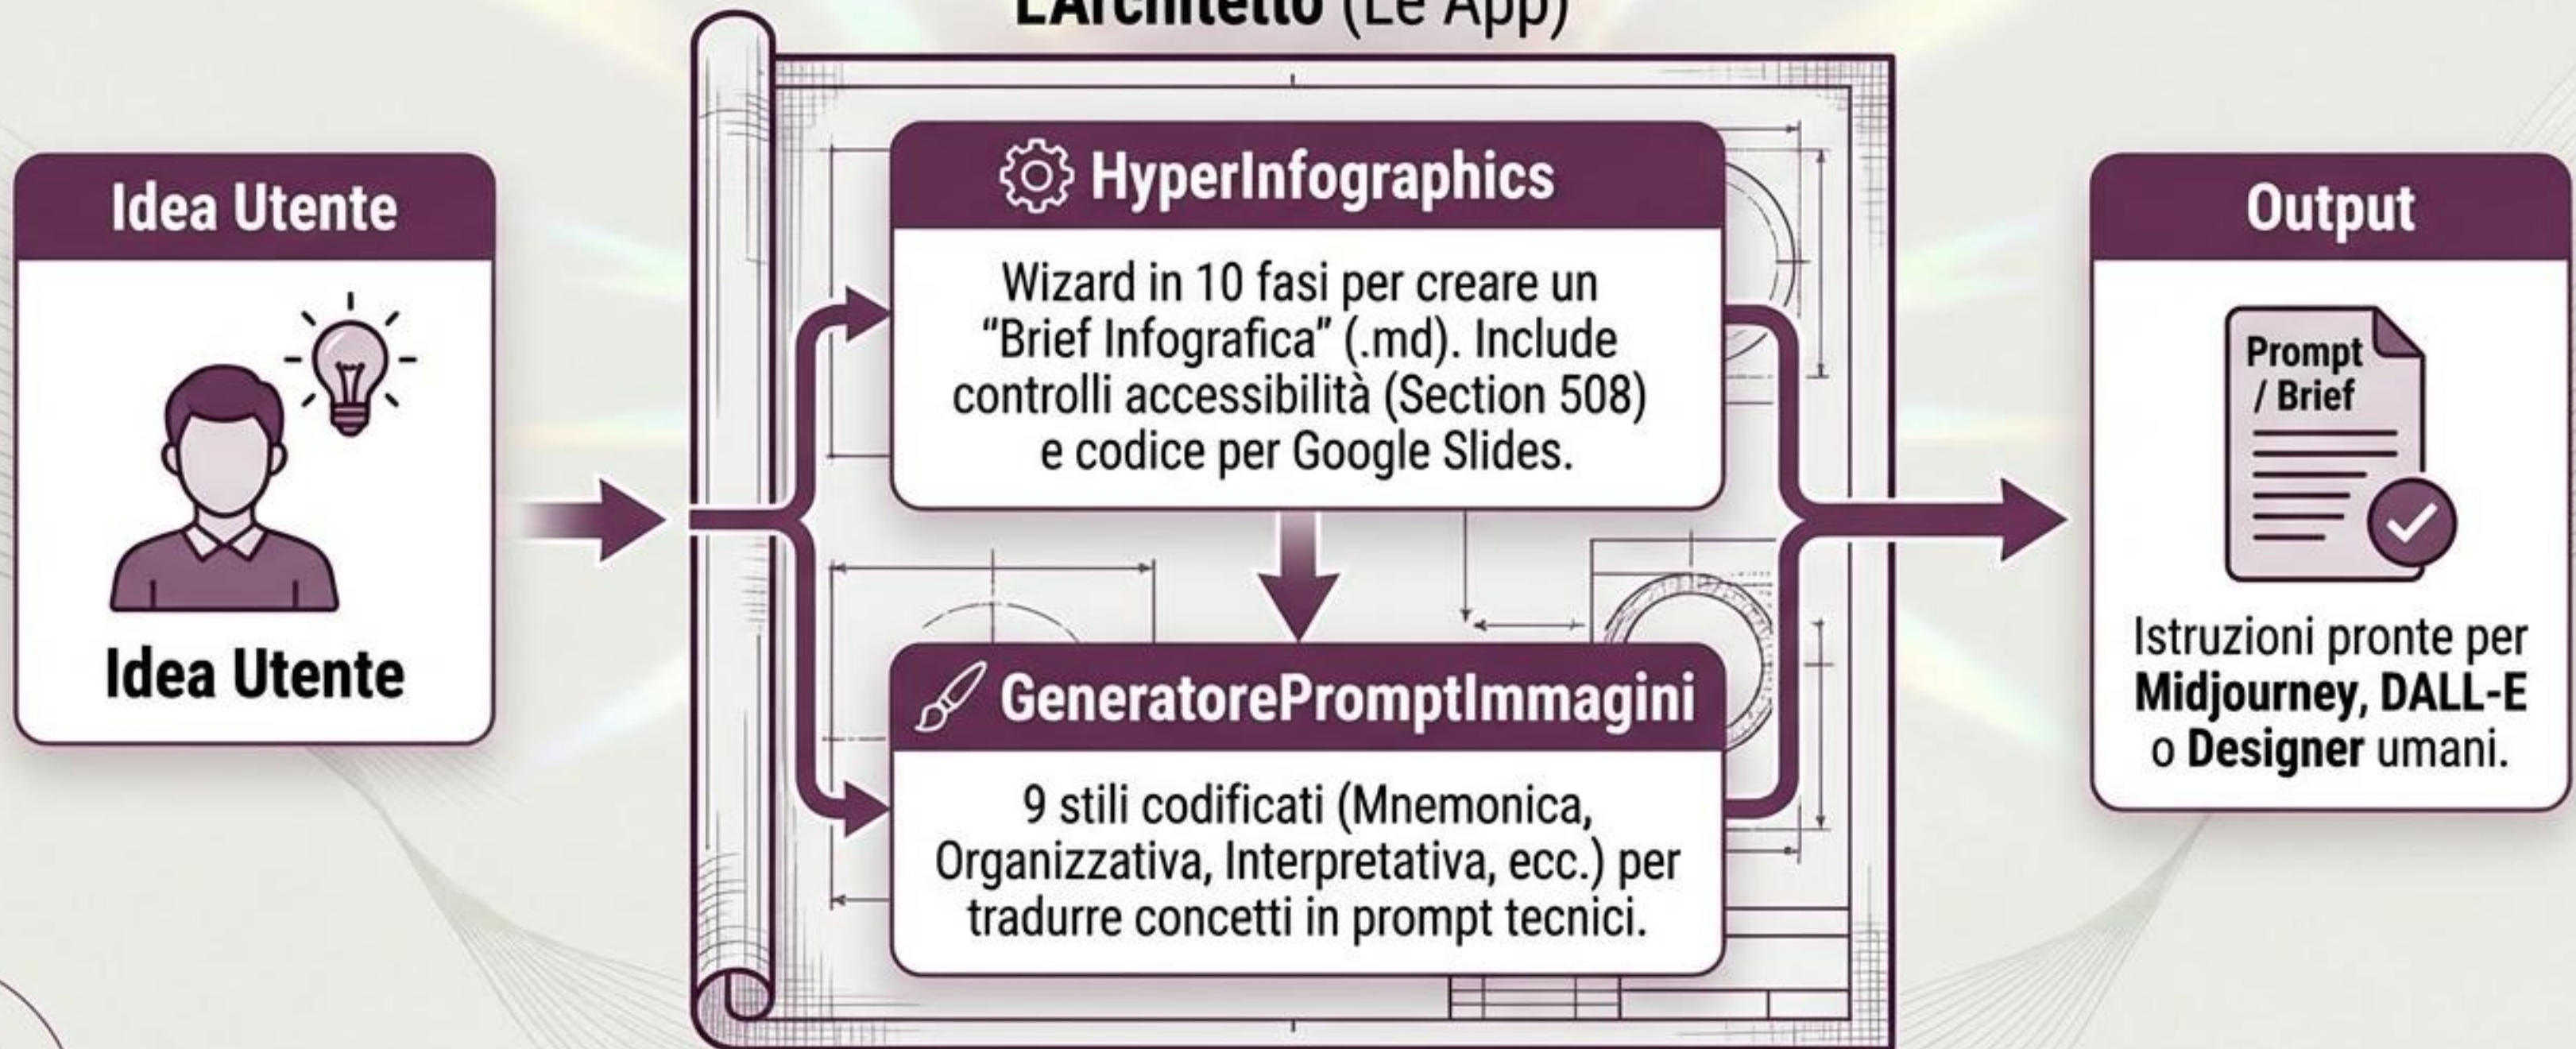 L'Architetto (Le App)
Idea Utente
Idea Utente
HyperInfographics
Wizard in 10 fasi per creare un
“Brief Infografica” (.md). Include
controlli accessibilità (Section 508)
e codice per Google Slides.
GeneratorePromptImmagini
9 stili codificati (Mnemonica,
Organizzativa, Interpretativa, ecc.) per
tradurre concetti in prompt tecnici.
Output
Prompt
/ Brief
Istruzioni pronte per
Midjourney, DALL-E
o Designer umani.